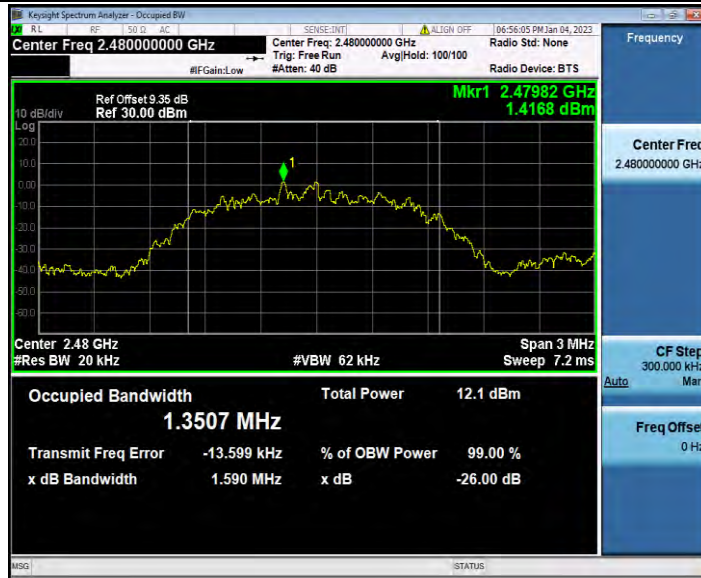 Keysight Spectrum Analyzer - Occupied BW
RL RF 50 Ω AC SENSE:INT ALIGN OFF 06:56:05 PM Jan 04, 2023
Center Freq 2.480000000 GHz Center Freq: 2.480000000 GHz Radio Std: None
Trig: Free Run Avg|Hold: 100/100
#IFGain:Low #Atten: 40 dB Radio Device: BTS
Frequency
Ref Offset 9.35 dB Mkr1 2.47982 GHz
10 dB/div Ref 30.00 dBm 1.4168 dBm
Log
20.0
10.0
0.00
-10.0
-20.0
-30.0
-40.0
-50.0
-60.0
1
Center 2.48 GHz Span 3 MHz
#Res BW 20 kHz #VBW 62 kHz Sweep 7.2 ms
Occupied Bandwidth Total Power 12.1 dBm
1.3507 MHz
Transmit Freq Error -13.599 kHz % of OBW Power 99.00 %
x dB Bandwidth 1.590 MHz x dB -26.00 dB
Center Freq
2.480000000 GHz
CF Step
300.000 kHz
Auto Man
Freq Offset
0 Hz
MSG STATUS